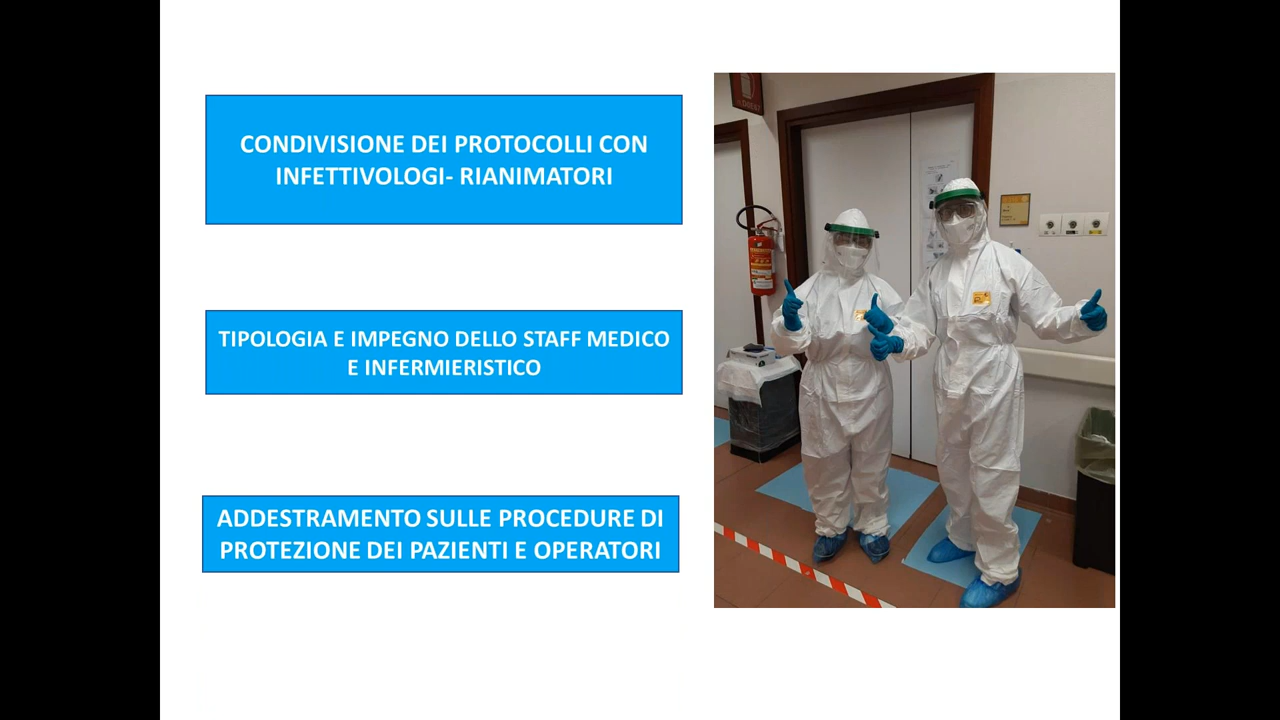 CONDIVISIONE DEI PROTOCOLLI CON
INFETTIVOLOGI- RIANIMATORI
TIPOLOGIA E IMPEGNO DELLO STAFF MEDICO
E INFERMIERISTICO
ADDESTRAMENTO SULLE PROCEDURE DI
PROTEZIONE DEI PAZIENTI E OPERATORI